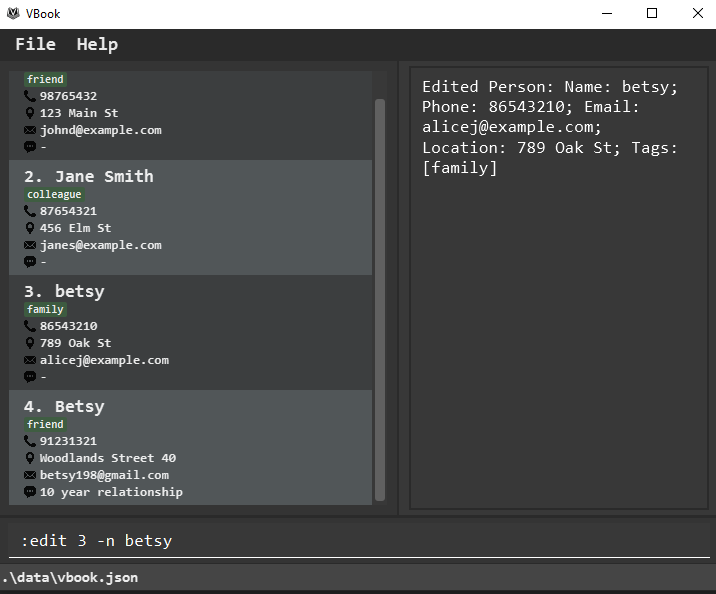 VBook
File Help
friend
98765432
123 Main St
johnd@example.com
-
2. Jane Smith
colleague
87654321
456 Elm St
janes@example.com
-
3. betsy
family
86543210
789 Oak St
alicej@example.com
-
4. Betsy
friend
91231321
Woodlands Street 40
betsy198@gmail.com
10 year relationship
Edited Person: Name: betsy;
Phone: 86543210; Email:
alicej@example.com;
Location: 789 Oak St; Tags:
[family]
:edit 3 -n betsy
.\data\vbook.json